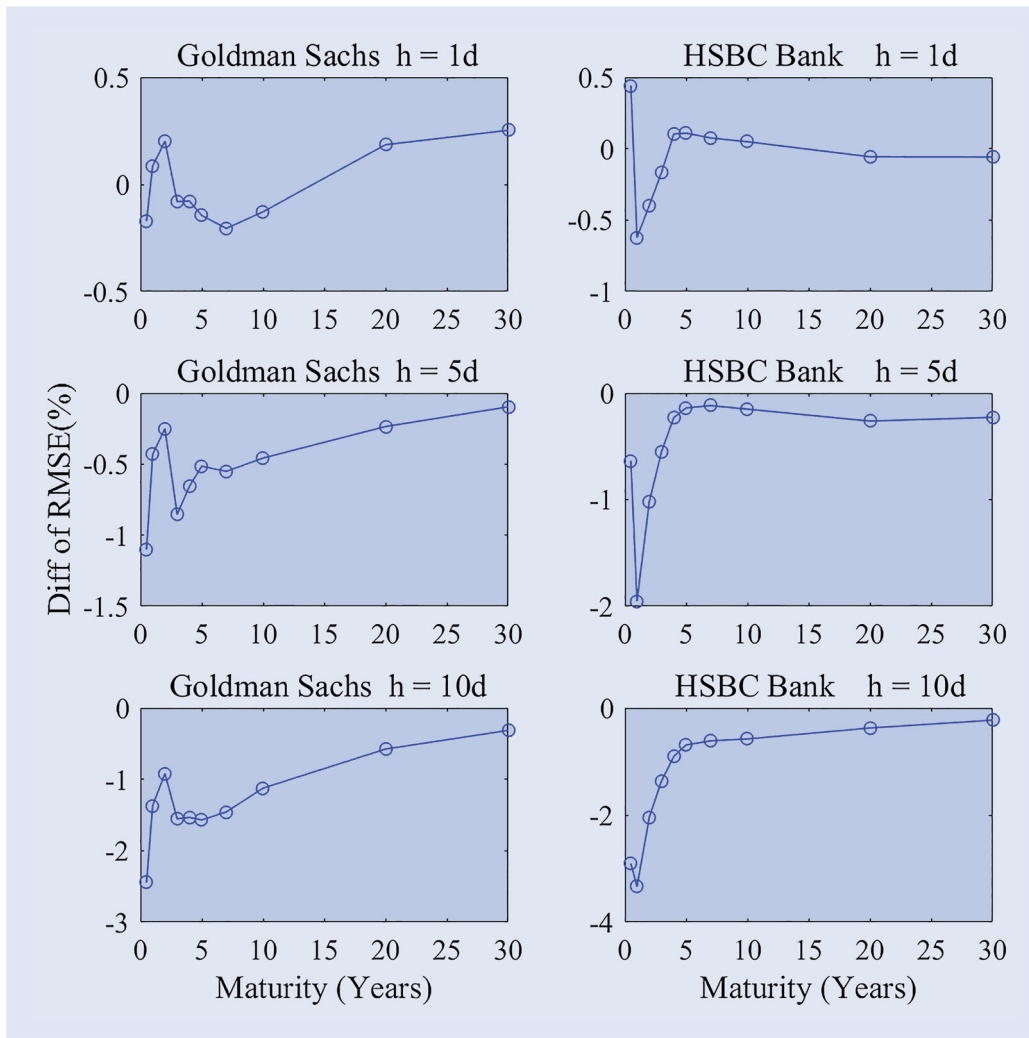 Goldman Sachs h = 1d
0.5
0
-0.5
0 5 10 15 20 25 30
HSBC Bank h = 1d
0.5
0
-0.5
-1
0 5 10 15 20 25 30
Diff of RMSE(%)
Goldman Sachs h = 5d
0
-0.5
-1
-1.5
0 5 10 15 20 25 30
HSBC Bank h = 5d
0
-1
-2
0 5 10 15 20 25 30
Goldman Sachs h = 10d
0
-1
-2
-3
0 5 10 15 20 25 30
Maturity (Years)
HSBC Bank h = 10d
0
-2
-4
0 5 10 15 20 25 30
Maturity (Years)